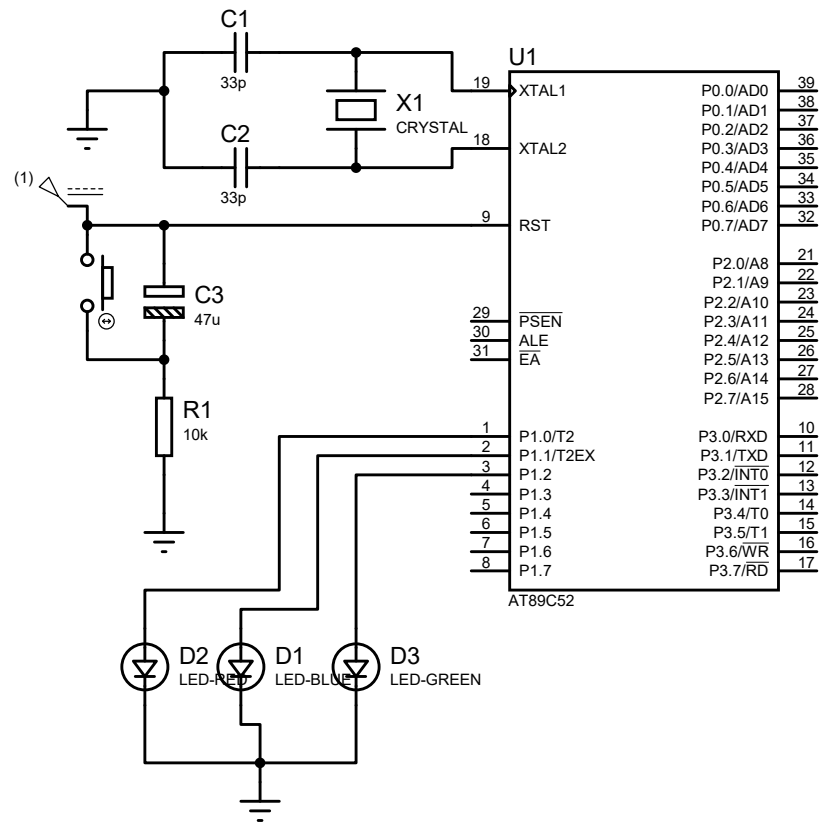 C1
33p
X1
CRYSTAL
C2
33p
(1)
C3
47u
R1
10k
U1
19 XTAL1
18 XTAL2
9 RST
29 PSEN
30 ALE
31 EA
1 P1.0/T2
2 P1.1/T2EX
3 P1.2
4 P1.3
5 P1.4
6 P1.5
7 P1.6
8 P1.7
P0.0/AD0 39
P0.1/AD1 38
P0.2/AD2 37
P0.3/AD3 36
P0.4/AD4 35
P0.5/AD5 34
P0.6/AD6 33
P0.7/AD7 32
P2.0/A8 21
P2.1/A9 22
P2.2/A10 23
P2.3/A11 24
P2.4/A12 25
P2.5/A13 26
P2.6/A14 27
P2.7/A15 28
P3.0/RXD 10
P3.1/TXD 11
P3.2/INT0 12
P3.3/INT1 13
P3.4/T0 14
P3.5/T1 15
P3.6/WR 16
P3.7/RD 17
AT89C52
D2
LED-RED
D1
LED-BLUE
D3
LED-GREEN